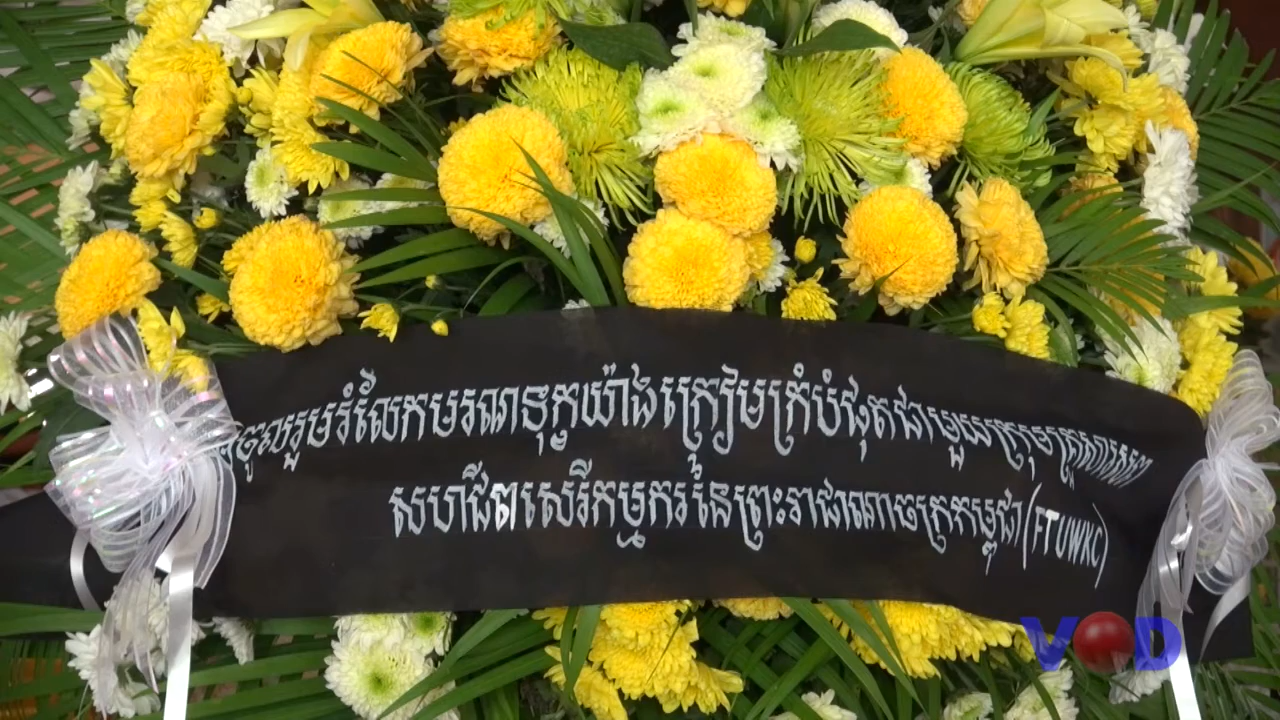 ចូលរួមរំលែកមរណទុក្ខយ៉ាងក្រៀមក្រំបំផុតជាមួយក្រុមគ្រួសារសព
សហជីពសេរីកម្មករនៃព្រះរាជាណាចក្រកម្ពុជា (FTUWKC)
VOD